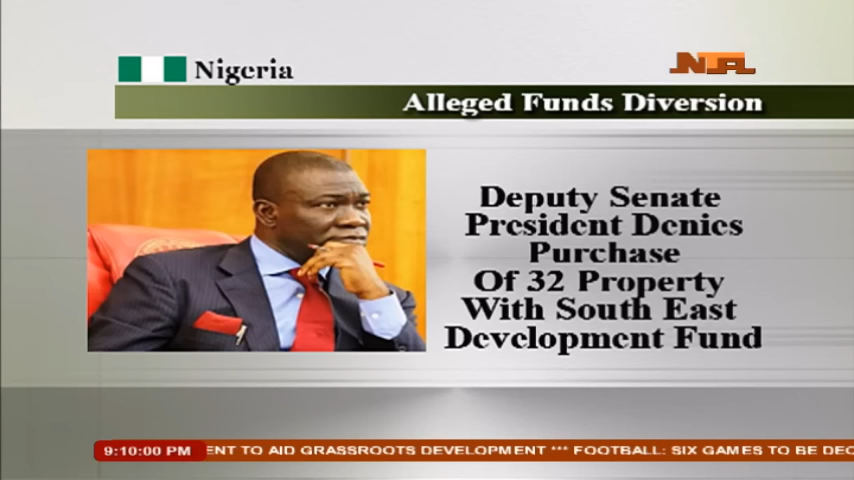 Nigeria
NTA
Alleged Funds Diversion
Deputy Senate
President Denies
Purchase
Of 32 Property
With South East
Development Fund
9:10:00 PM
ENT TO AID GRASSROOTS DEVELOPMENT *** FOOTBALL: SIX GAMES TO BE DEC